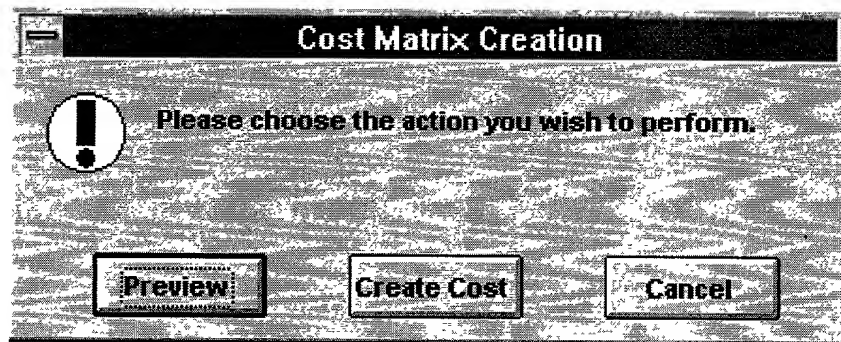 Cost Matrix Creation
Please choose the action you wish to perform.
Preview Create Cost Cancel